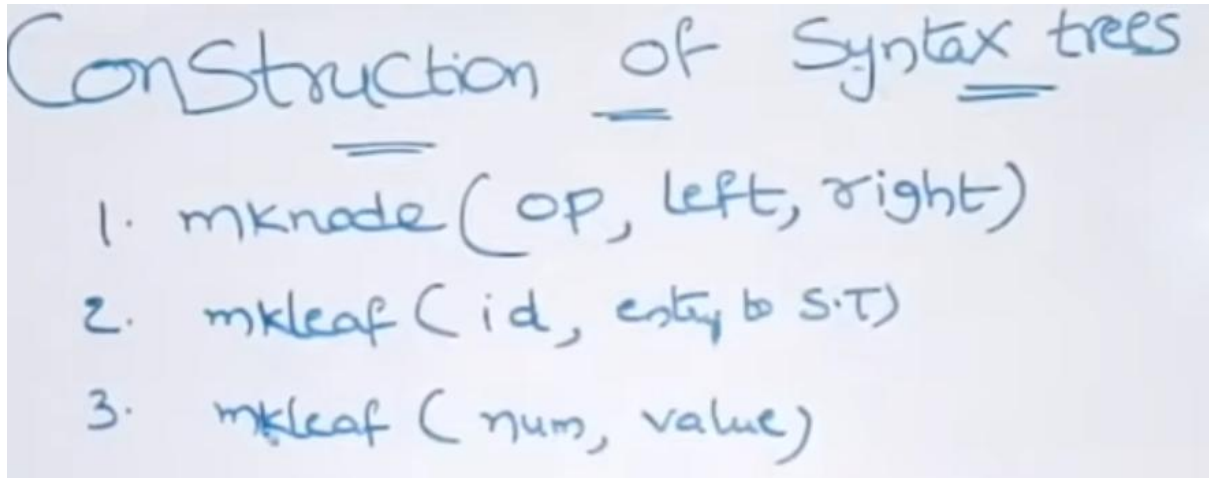 Construction of Syntax trees
1. mknode(op, left, right)
2. mkleaf(id, entry to S.T)
3. mkleaf(num, value)